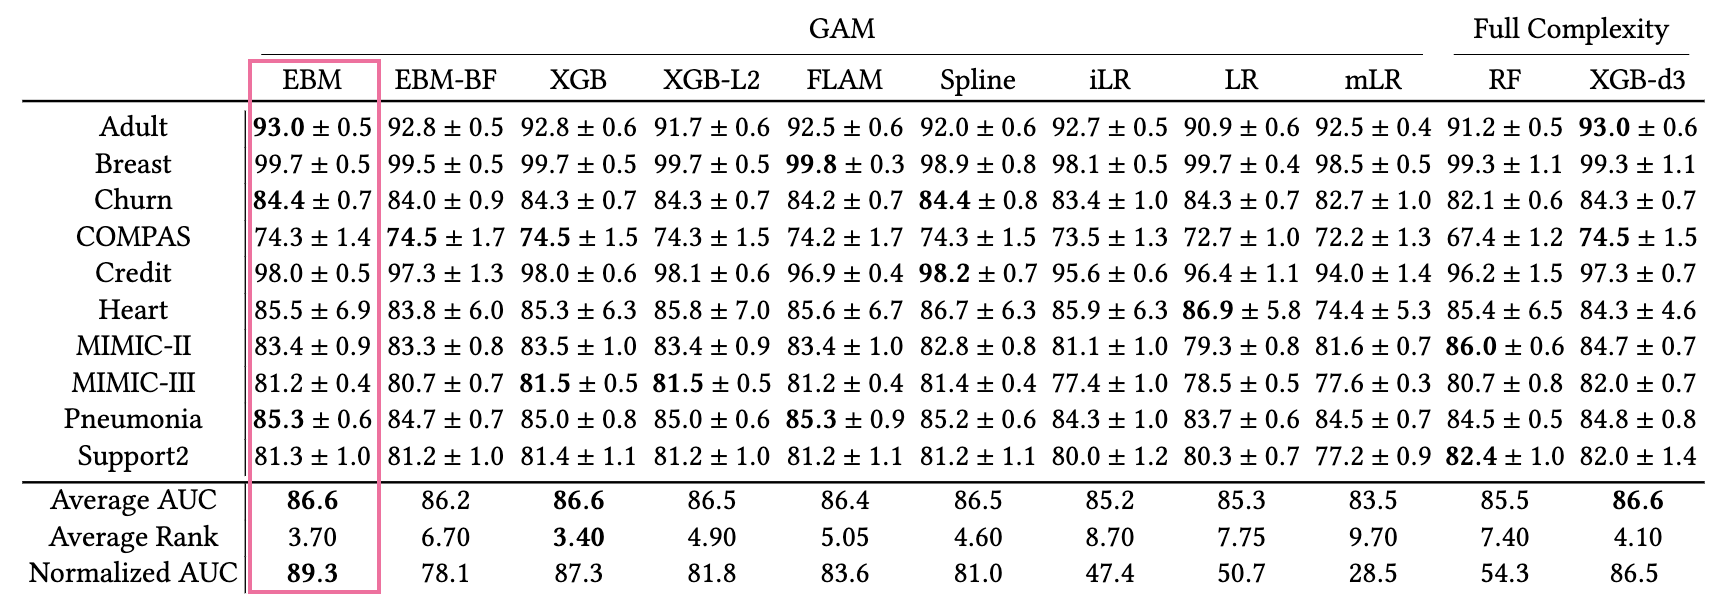 GAM Full Complexity
EBM EBM-BF XGB XGB-L2 FLAM Spline iLR LR mLR RF XGB-d3
Adult 93.0 ± 0.5 92.8 ± 0.5 92.8 ± 0.6 91.7 ± 0.6 92.5 ± 0.6 92.0 ± 0.6 92.7 ± 0.5 90.9 ± 0.6 92.5 ± 0.4 91.2 ± 0.5 93.0 ± 0.6
Breast 99.7 ± 0.5 99.5 ± 0.5 99.7 ± 0.5 99.7 ± 0.5 99.8 ± 0.3 98.9 ± 0.8 98.1 ± 0.5 99.7 ± 0.4 98.5 ± 0.5 99.3 ± 1.1 99.3 ± 1.1
Churn 84.4 ± 0.7 84.0 ± 0.9 84.3 ± 0.7 84.3 ± 0.7 84.2 ± 0.7 84.4 ± 0.8 83.4 ± 1.0 84.3 ± 0.7 82.7 ± 1.0 82.1 ± 0.6 84.3 ± 0.7
COMPAS 74.3 ± 1.4 74.5 ± 1.7 74.5 ± 1.5 74.3 ± 1.5 74.2 ± 1.7 74.3 ± 1.5 73.5 ± 1.3 72.7 ± 1.0 72.2 ± 1.3 67.4 ± 1.2 74.5 ± 1.5
Credit 98.0 ± 0.5 97.3 ± 1.3 98.0 ± 0.6 98.1 ± 0.6 96.9 ± 0.4 98.2 ± 0.7 95.6 ± 0.6 96.4 ± 1.1 94.0 ± 1.4 96.2 ± 1.5 97.3 ± 0.7
Heart 85.5 ± 6.9 83.8 ± 6.0 85.3 ± 6.3 85.8 ± 7.0 85.6 ± 6.7 86.7 ± 6.3 85.9 ± 6.3 86.9 ± 5.8 74.4 ± 5.3 85.4 ± 6.5 84.3 ± 4.6
MIMIC-II 83.4 ± 0.9 83.3 ± 0.8 83.5 ± 1.0 83.4 ± 0.9 83.4 ± 1.0 82.8 ± 0.8 81.1 ± 1.0 79.3 ± 0.8 81.6 ± 0.7 86.0 ± 0.6 84.7 ± 0.7
MIMIC-III 81.2 ± 0.4 80.7 ± 0.7 81.5 ± 0.5 81.5 ± 0.5 81.2 ± 0.4 81.4 ± 0.4 77.4 ± 1.0 78.5 ± 0.5 77.6 ± 0.3 80.7 ± 0.8 82.0 ± 0.7
Pneumonia 85.3 ± 0.6 84.7 ± 0.7 85.0 ± 0.8 85.0 ± 0.6 85.3 ± 0.9 85.2 ± 0.6 84.3 ± 1.0 83.7 ± 0.6 84.5 ± 0.7 84.5 ± 0.5 84.8 ± 0.8
Support2 81.3 ± 1.0 81.2 ± 1.0 81.4 ± 1.1 81.2 ± 1.0 81.2 ± 1.1 81.2 ± 1.1 80.0 ± 1.2 80.3 ± 0.7 77.2 ± 0.9 82.4 ± 1.0 82.0 ± 1.4
Average AUC 86.6 86.2 86.6 86.5 86.4 86.5 85.2 85.3 83.5 85.5 86.6
Average Rank 3.70 6.70 3.40 4.90 5.05 4.60 8.70 7.75 9.70 7.40 4.10
Normalized AUC 89.3 78.1 87.3 81.8 83.6 81.0 47.4 50.7 28.5 54.3 86.5